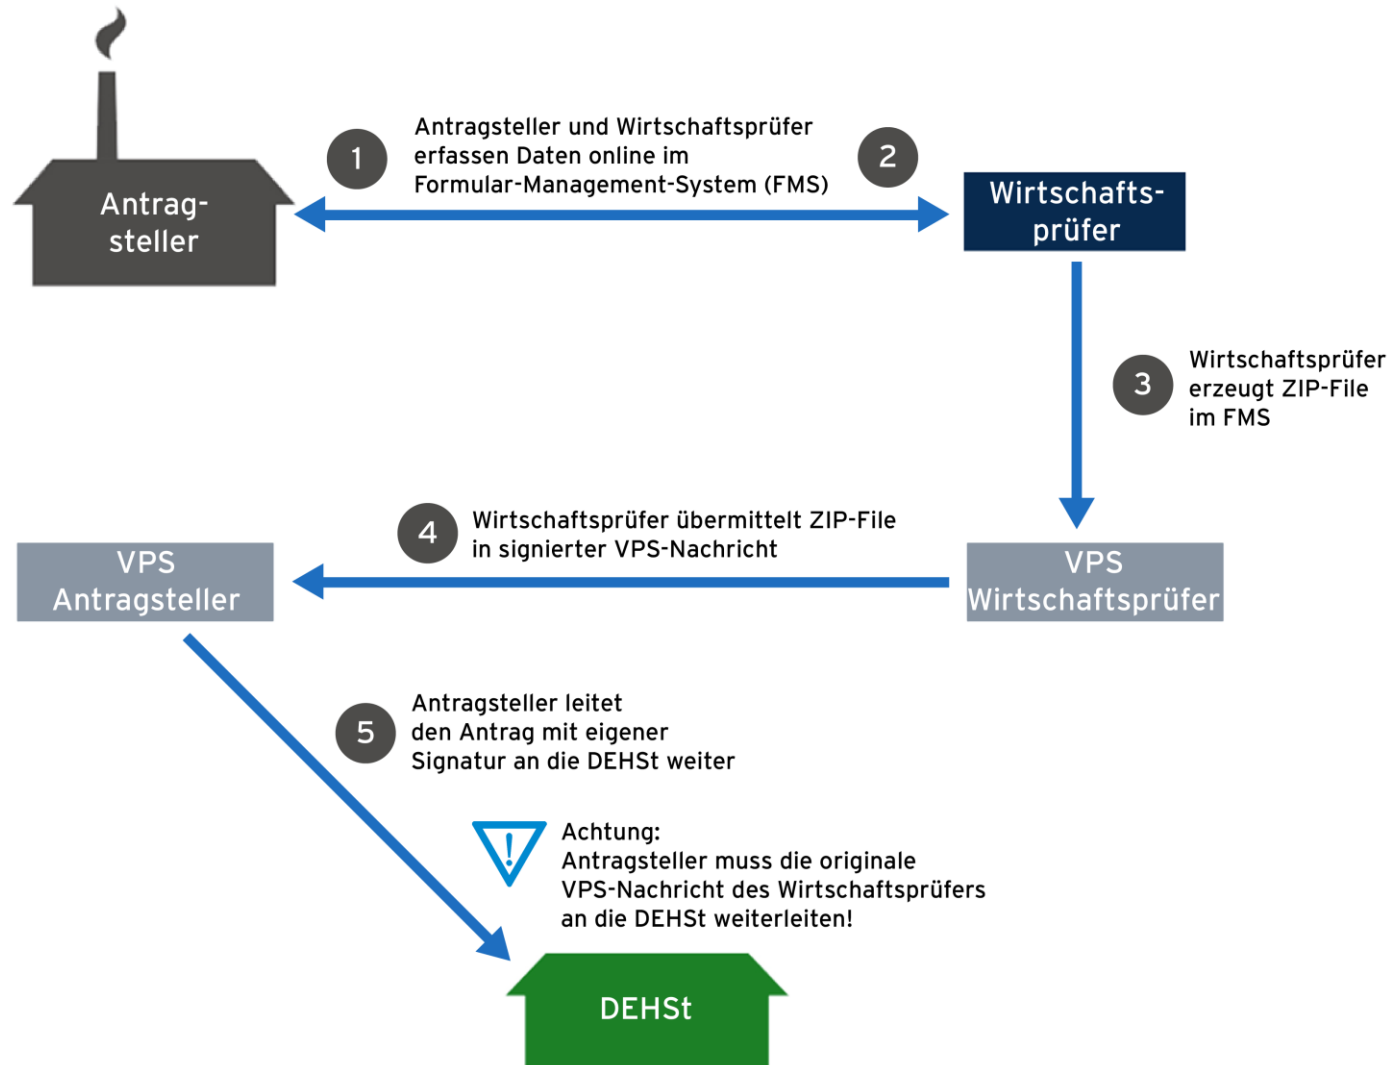 Antrag-
steller
1
Antragsteller und Wirtschaftsprüfer
erfassen Daten online im
Formular-Management-System (FMS)
2
Wirtschafts-
prüfer
3
Wirtschaftsprüfer
erzeugt ZIP-File
im FMS
4
Wirtschaftsprüfer übermittelt ZIP-File
in signierter VPS-Nachricht
VPS
Antragsteller
VPS
Wirtschaftsprüfer
5
Antragsteller leitet
den Antrag mit eigener
Signatur an die DEHSt weiter
!
Achtung:
Antragsteller muss die originale
VPS-Nachricht des Wirtschaftsprüfers
an die DEHSt weiterleiten!
DEHSt